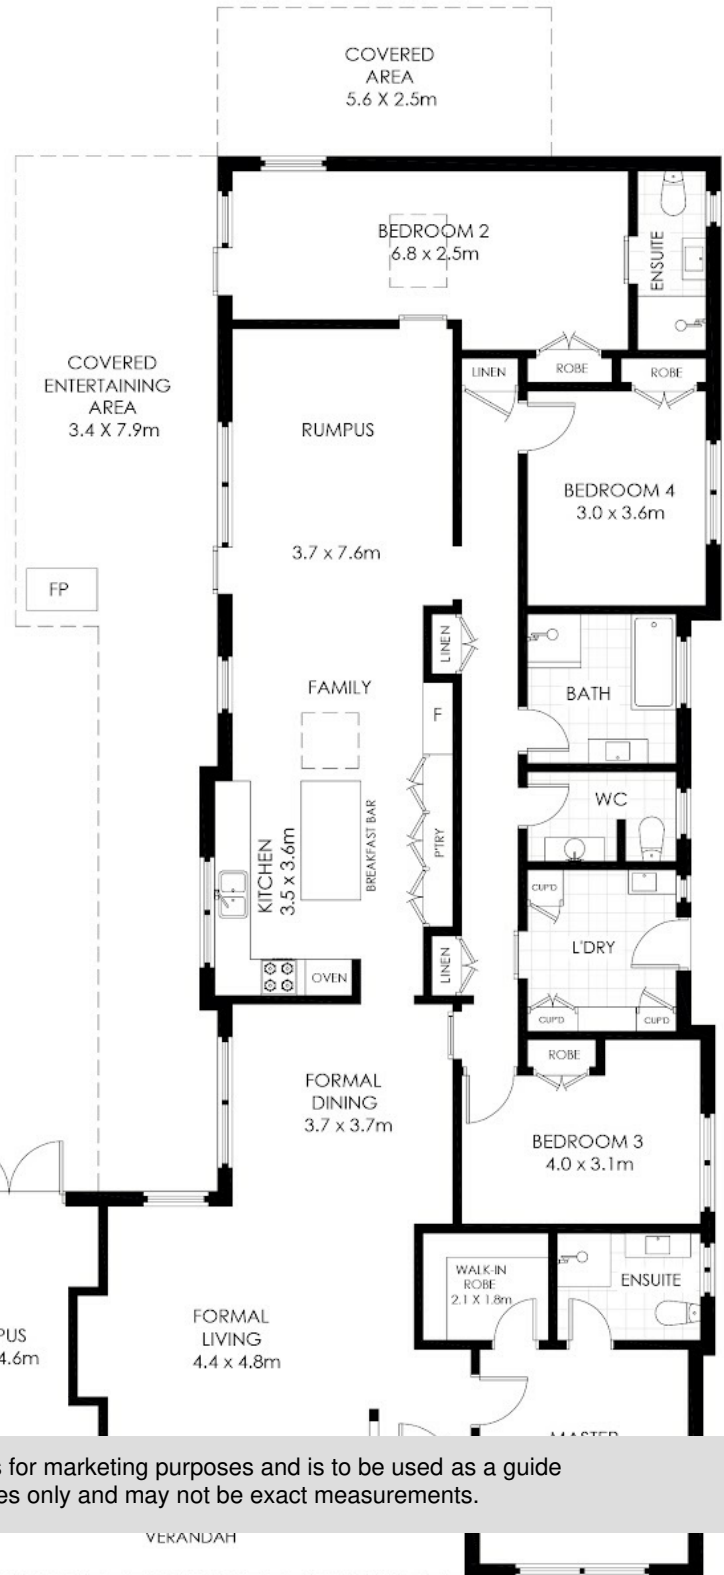 COVERED
AREA
5.6 X 2.5m
BEDROOM 2
6.8 x 2.5m
ENSUITE
COVERED
ENTERTAINING
AREA
3.4 X 7.9m
LINEN
ROBE
ROBE
RUMPUS
BEDROOM 4
3.0 x 3.6m
3.7 x 7.6m
FP
LINEN
FAMILY
BATH
F
WC
KITCHEN
3.5 x 3.6m
BREAKFAST BAR
P'TRY
CUP'D
L'DRY
LINEN
OVEN
CUP'D
CUP'D
ROBE
FORMAL
DINING
3.7 x 3.7m
BEDROOM 3
4.0 x 3.1m
WALK-IN
ROBE
2.1 X 1.8m
ENSUITE
FORMAL
LIVING
4.4 x 4.8m
PUS
4.6m
MASTER
s for marketing purposes and is to be used as a guide
es only and may not be exact measurements.
VERANDAH